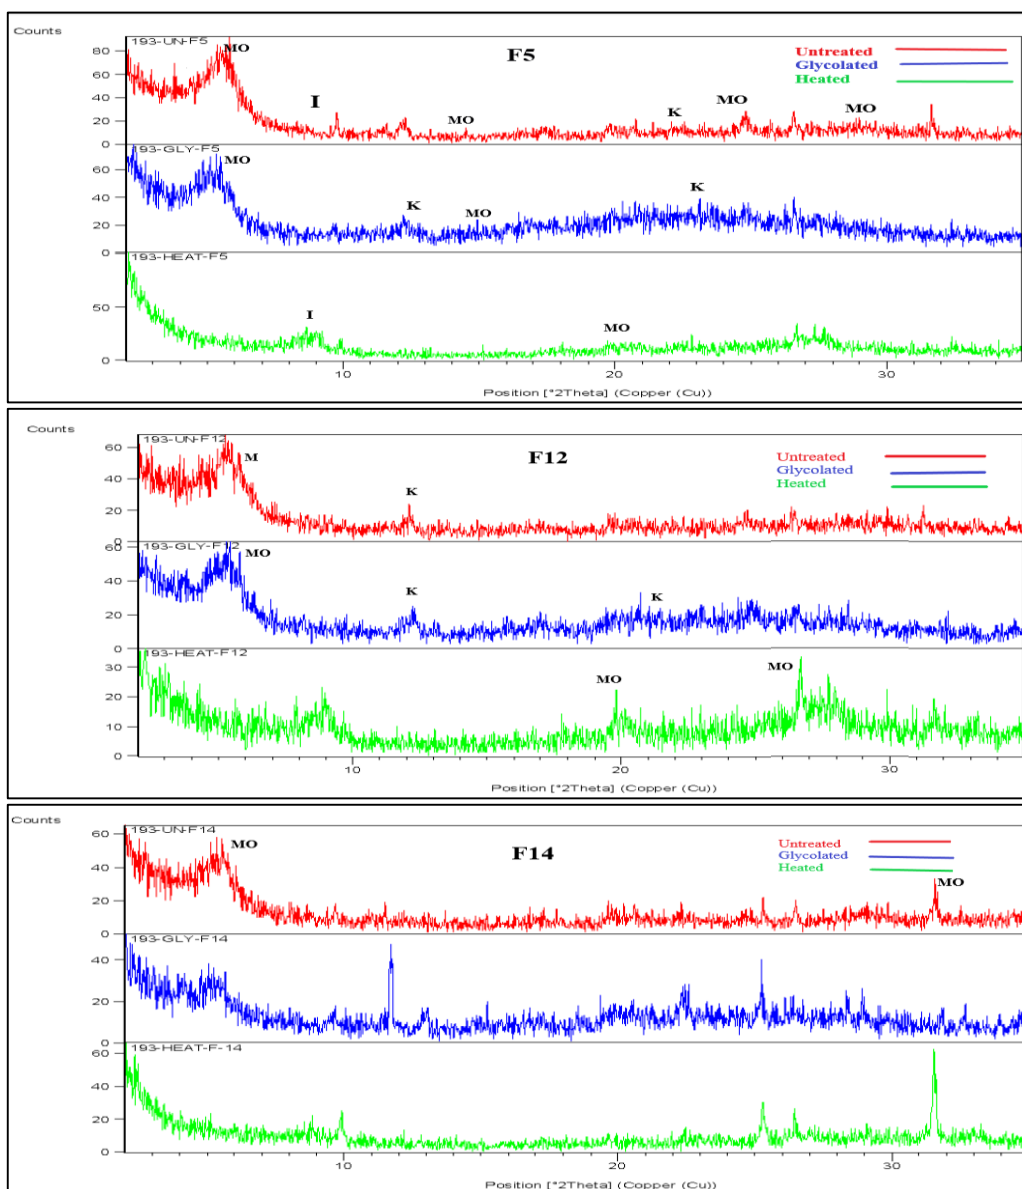 Counts
193-UN-F5
MO
F5
Untreated
Glycolated
Heated
80
60
40
20
0
I
MO
K
MO
MO
193-GLY-F5
MO
60
40
20
0
K
MO
K
193-HEAT-F5
50
0
I
MO
10
20
30
Position [°2Theta] (Copper (Cu))
Counts
193-UN-F12
M
F12
Untreated
Glycolated
Heated
60
40
20
0
K
193-GLY-F12
MO
60
40
20
0
K
K
193-HEAT-F12
30
20
10
0
MO
MO
10
20
30
Position [°2Theta] (Copper (Cu))
Counts
193-UN-F14
MO
F14
Untreated
Glycolated
Heated
60
40
20
0
MO
193-GLY-F14
40
20
0
193-HEAT-F-14
60
40
20
0
10
20
30
Position [°2Theta] (Copper (Cu))